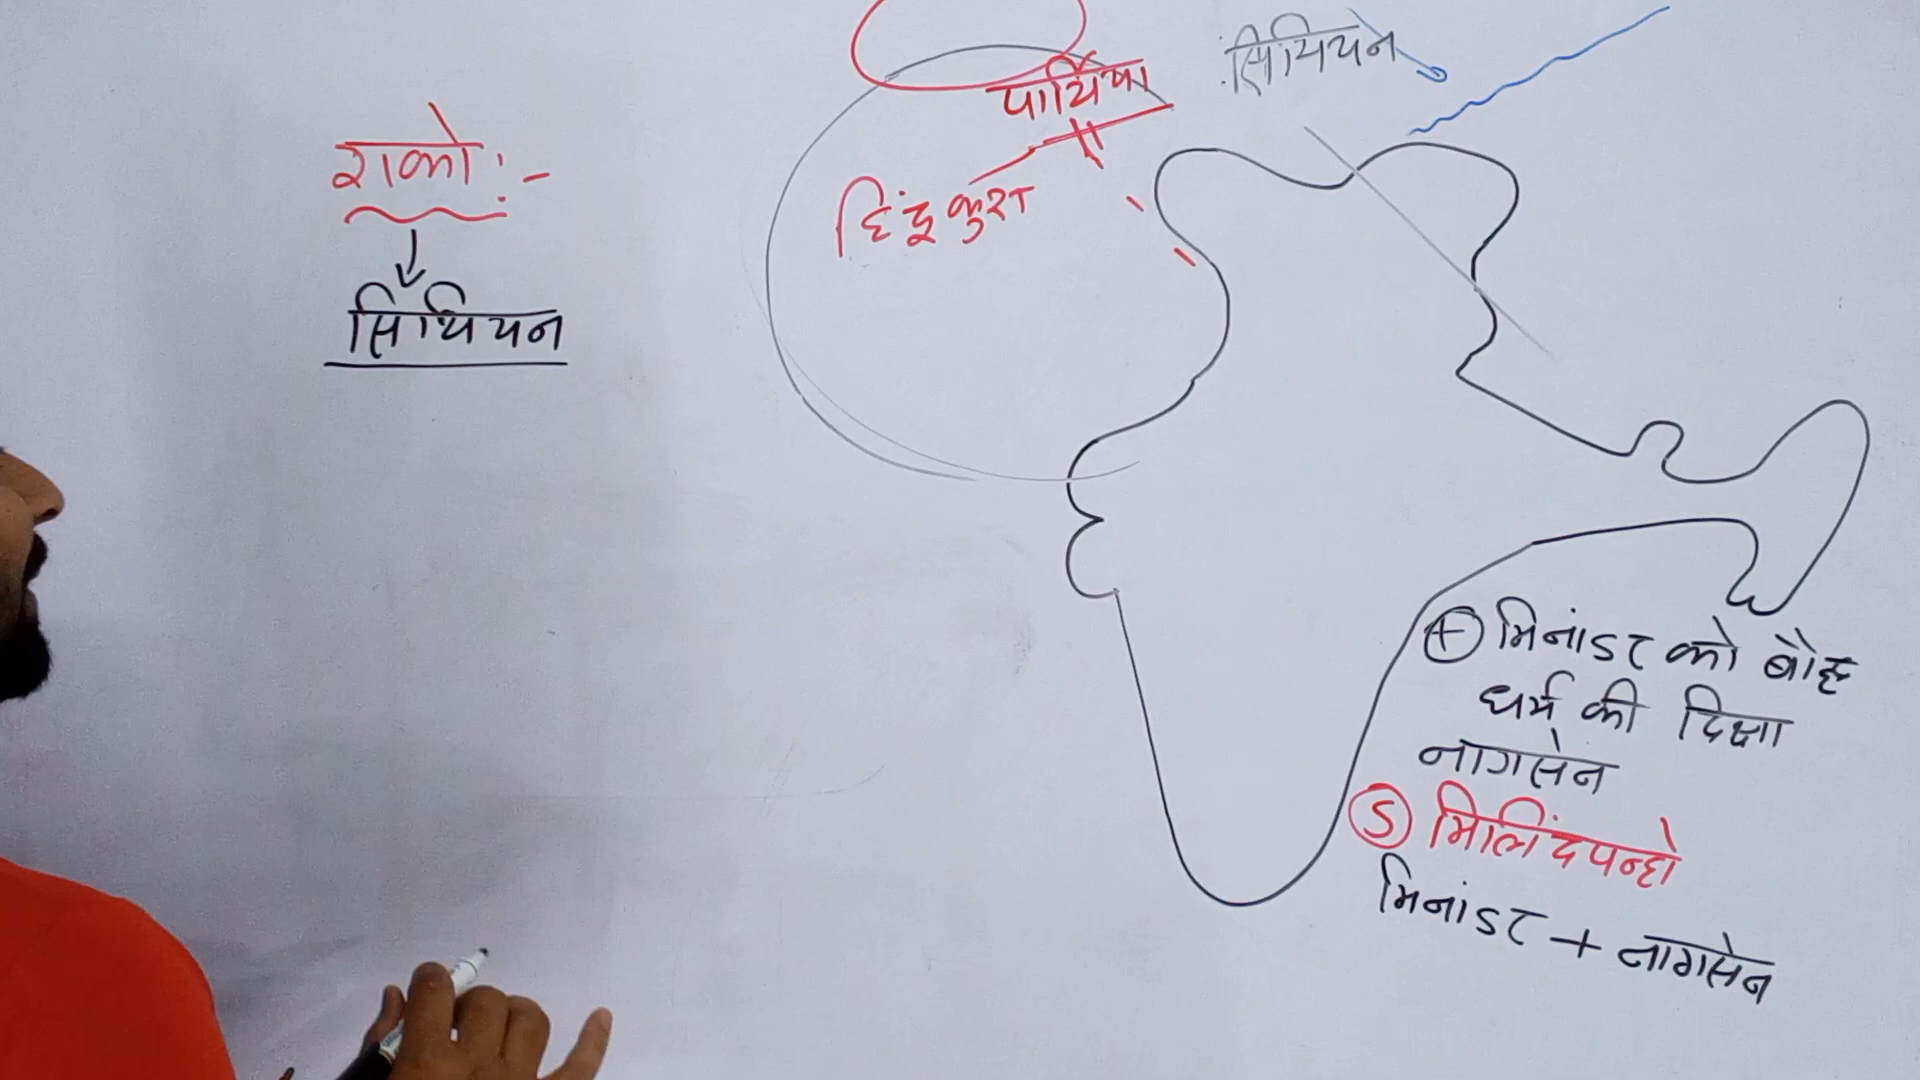 शको :-
सिथियन
पार्थिया
हिंदूकुश
सिथियन
④ मिनांडर को बौद्ध
धर्म की दिक्षा
नागसेन
⑤ मिलिंदपन्हो
मिनांडर + नागसेन